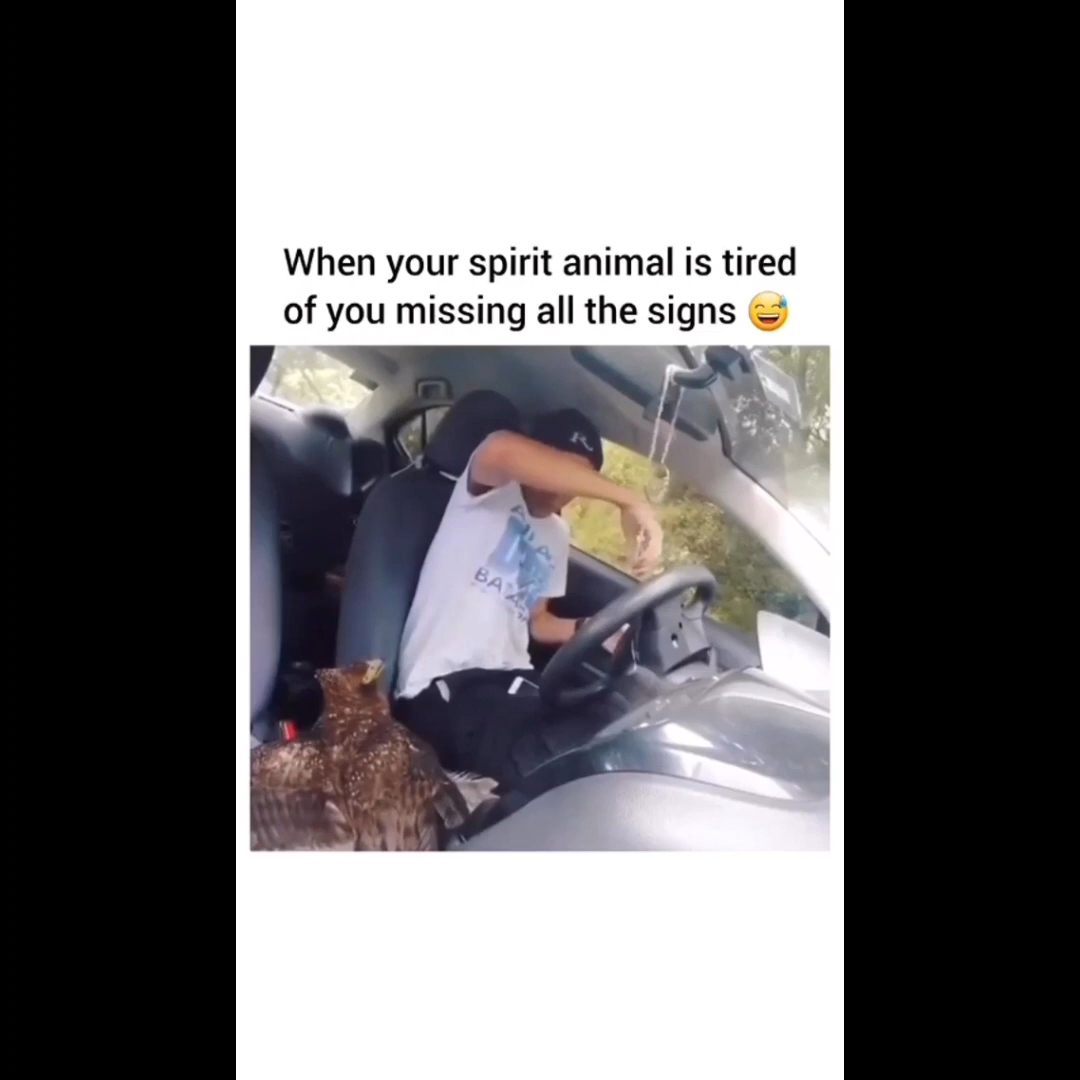 When your spirit animal is tired
of you missing all the signs 😅
R